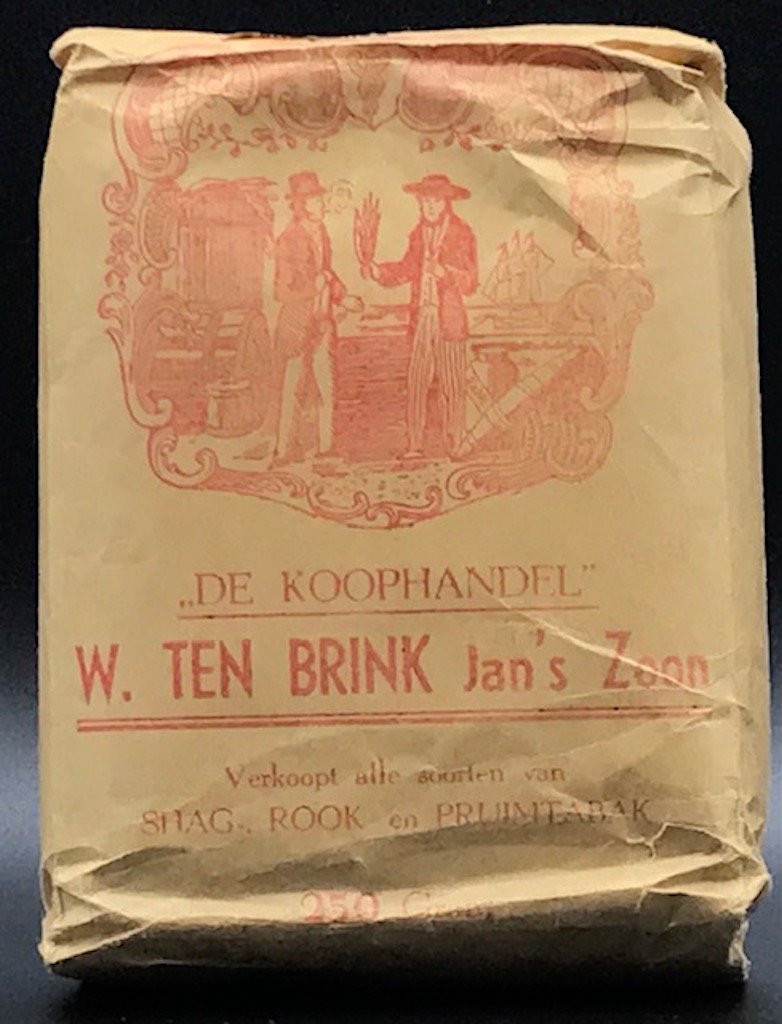 „DE KOOPHANDEL”
W. TEN BRINK Jan's Zoon
Verkoopt alle soorten van
SHAG-, ROOK en PRUIMTABAK
250 Gram